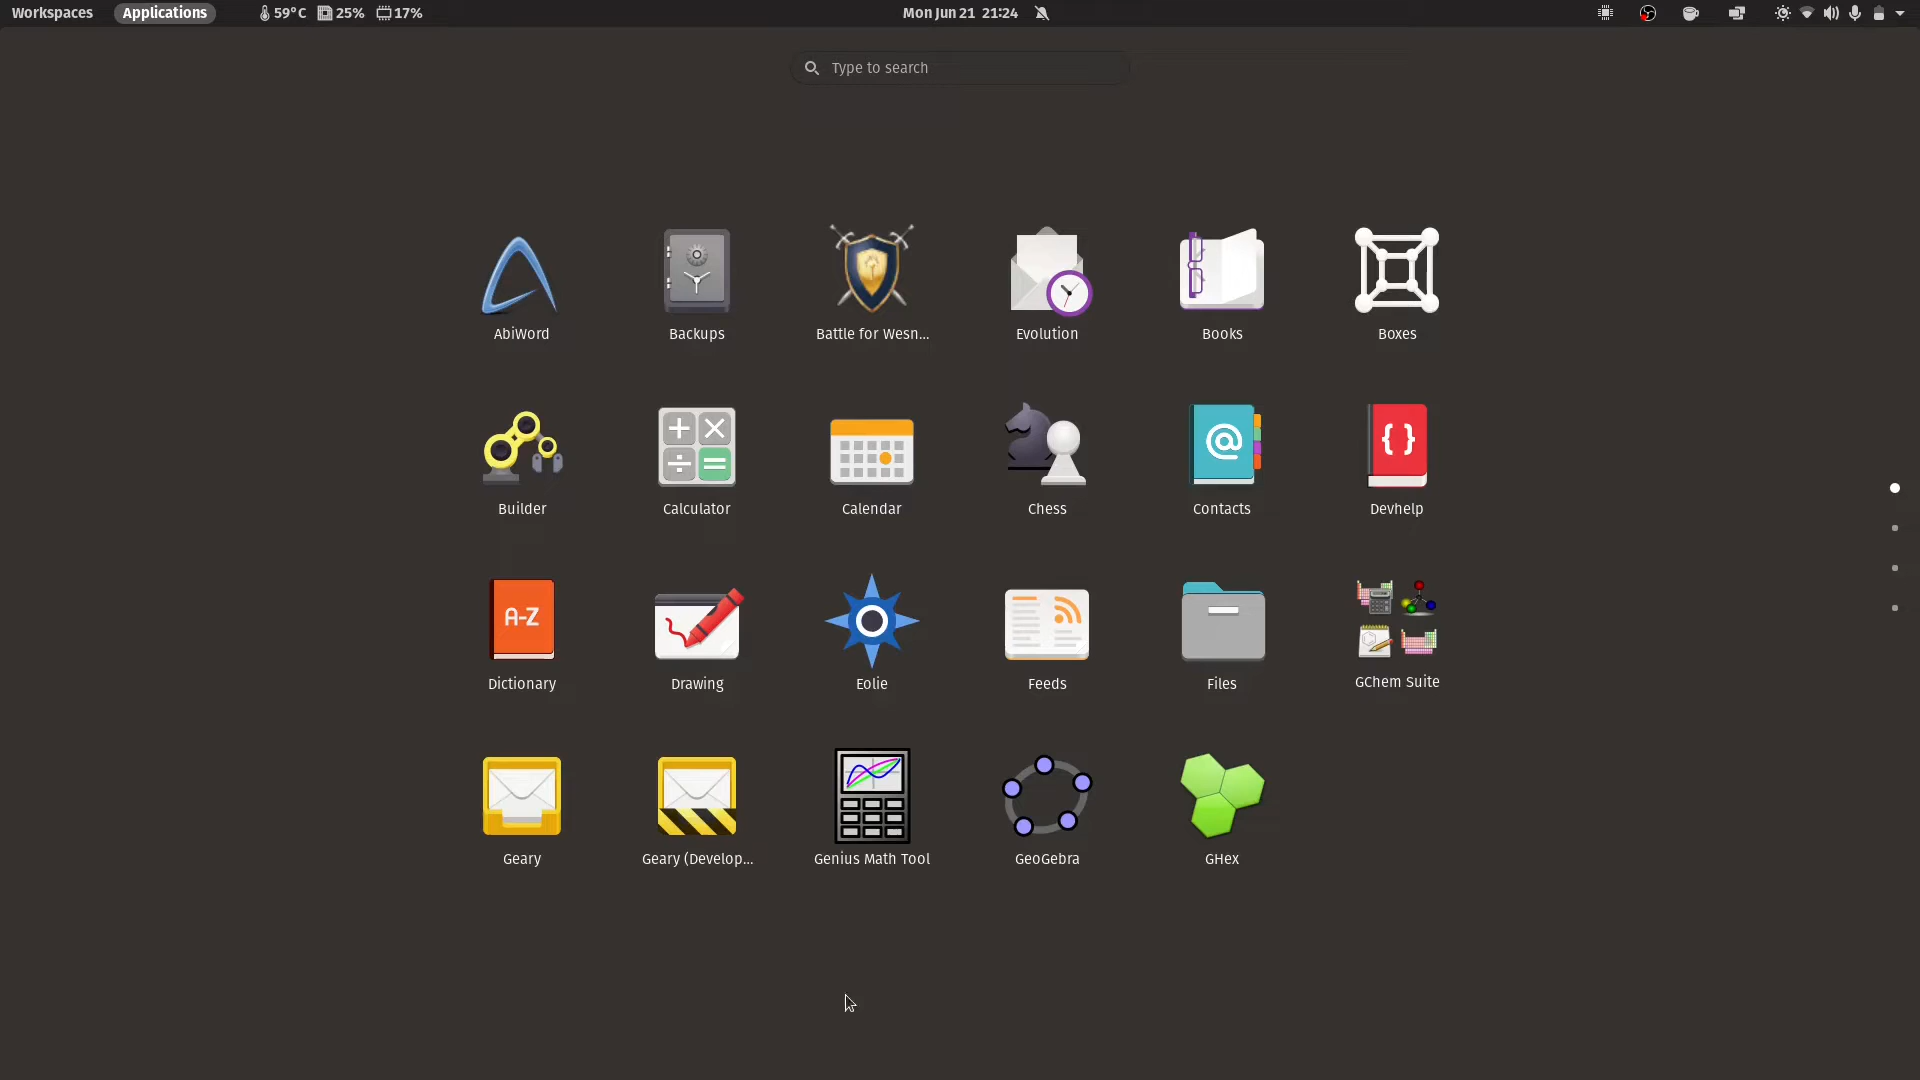 Workspaces Applications 59°C 25% 17% Mon Jun 21 21:24
Type to search
AbiWord Backups Battle for Wesn... Evolution Books Boxes
Builder Calculator Calendar Chess Contacts Devhelp
A-Z
Dictionary Drawing Eolie Feeds Files GChem Suite
Geary Geary (Develop... Genius Math Tool GeoGebra GHex